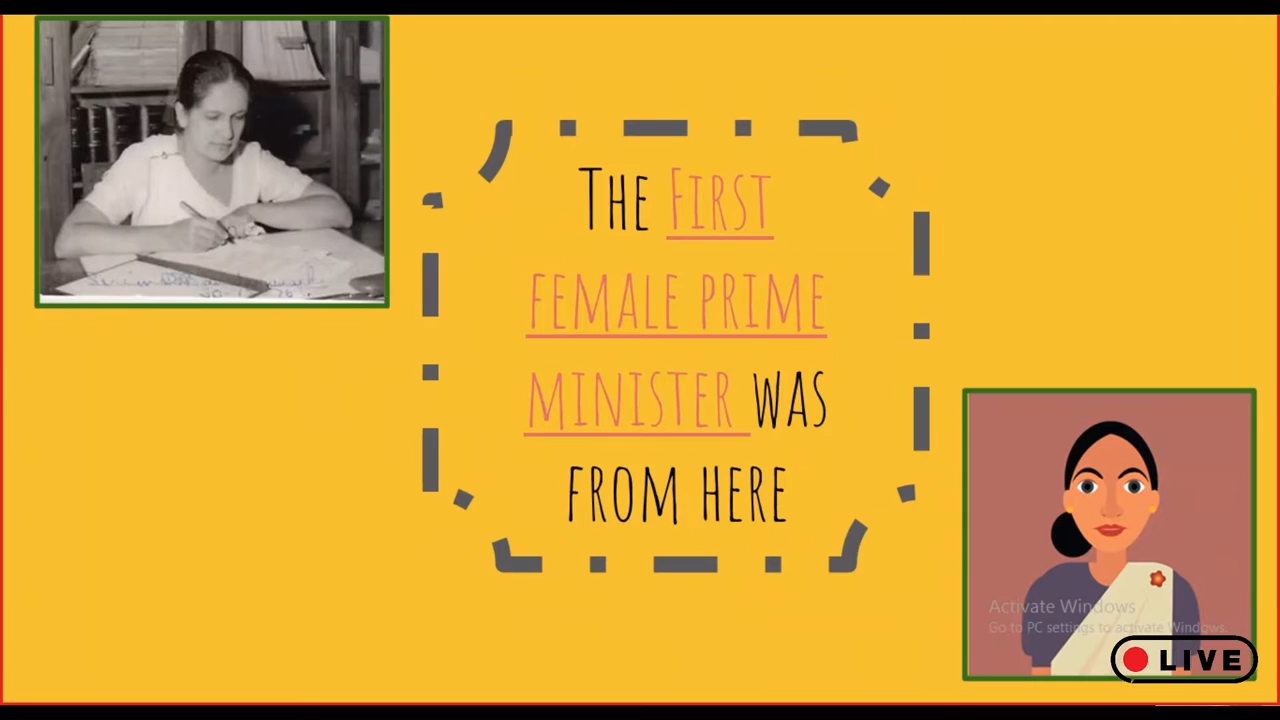 The First
female prime
minister was
from here
Activate Windows
Go to PC settings to activate Windows.
LIVE